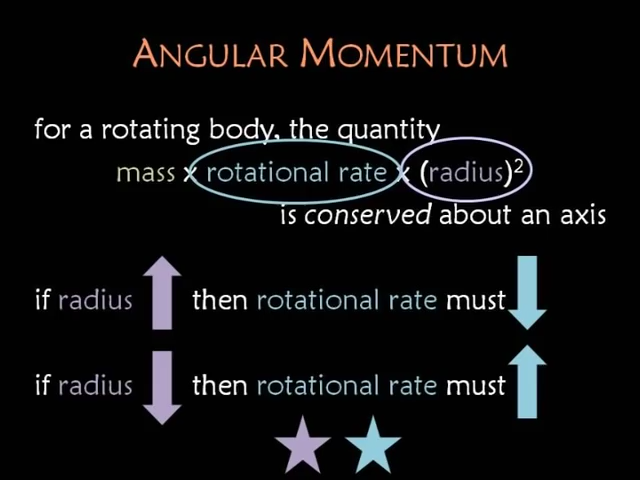 ANGULAR MOMENTUM
for a rotating body, the quantity
mass x rotational rate x (radius)²
is conserved about an axis
if radius then rotational rate must
if radius then rotational rate must